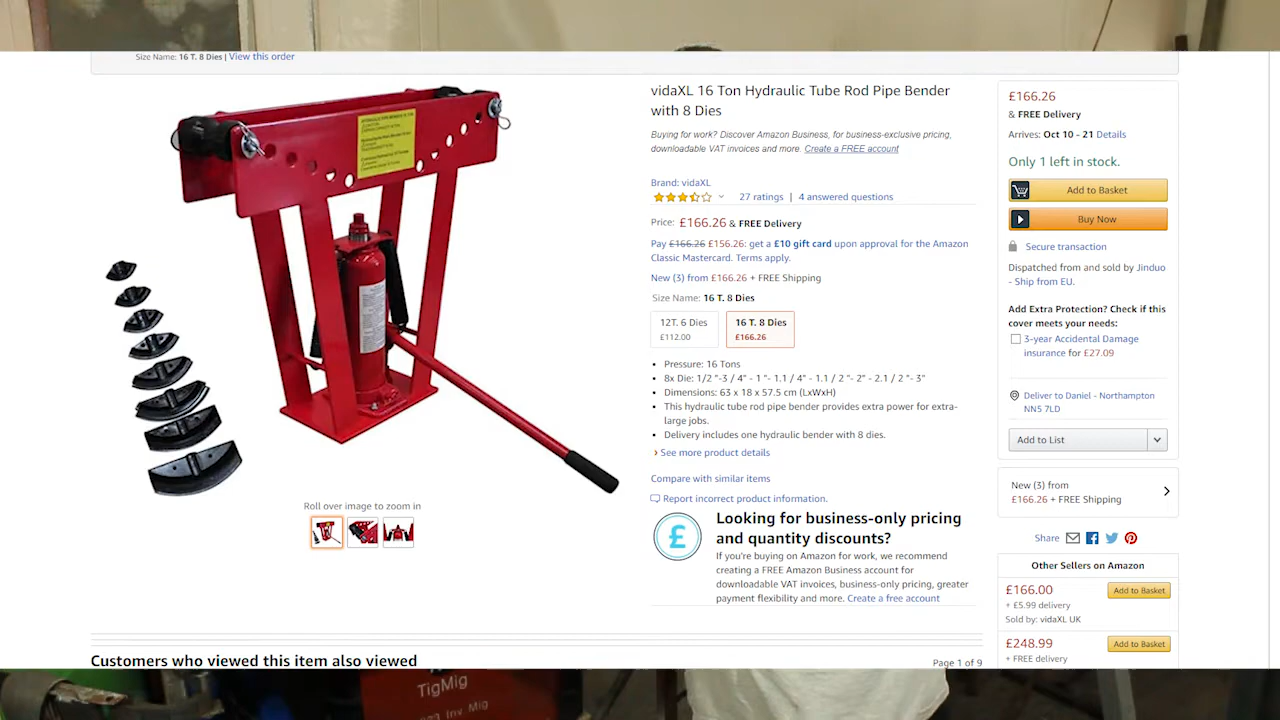 Size Name: 16 T. 8 Dies | View this order
vidaXL 16 Ton Hydraulic Tube Rod Pipe Bender
with 8 Dies
Buying for work? Discover Amazon Business, for business-exclusive pricing,
downloadable VAT invoices and more. Create a FREE account
Brand: vidaXL
27 ratings | 4 answered questions
Price: £166.26 & FREE Delivery
Pay £166.26 £156.26: get a £10 gift card upon approval for the Amazon
Classic Mastercard. Terms apply.
New (3) from £166.26 + FREE Shipping
Size Name: 16 T. 8 Dies
12T. 6 Dies
£112.00
16 T. 8 Dies
£166.26
• Pressure: 16 Tons
• 8x Die: 1/2 "-3 / 4" - 1 "- 1.1 / 4" - 1.1 / 2 "- 2" - 2.1 / 2 "- 3"
• Dimensions: 63 x 18 x 57.5 cm (LxWxH)
• This hydraulic tube rod pipe bender provides extra power for extra-
large jobs.
• Delivery includes one hydraulic bender with 8 dies.
› See more product details
Compare with similar items
Report incorrect product information.
£
Looking for business-only pricing
and quantity discounts?
If you're buying on Amazon for work, we recommend
creating a FREE Amazon Business account for
downloadable VAT invoices, business-only pricing, greater
payment flexibility and more. Create a free account
Roll over image to zoom in
£166.26
& FREE Delivery
Arrives: Oct 10 - 21 Details
Only 1 left in stock.
Add to Basket
Buy Now
Secure transaction
Dispatched from and sold by Jinduo
- Ship from EU.
Add Extra Protection? Check if this
cover meets your needs:
3-year Accidental Damage
insurance for £27.09
Deliver to Daniel - Northampton
NN5 7LD
Add to List
New (3) from
£166.26 + FREE Shipping
Share
Other Sellers on Amazon
£166.00
+ £5.99 delivery
Sold by: vidaXL UK
Add to Basket
£248.99
+ FREE delivery
Add to Basket
Customers who viewed this item also viewed
Page 1 of 9
TigMig
Inv Mig